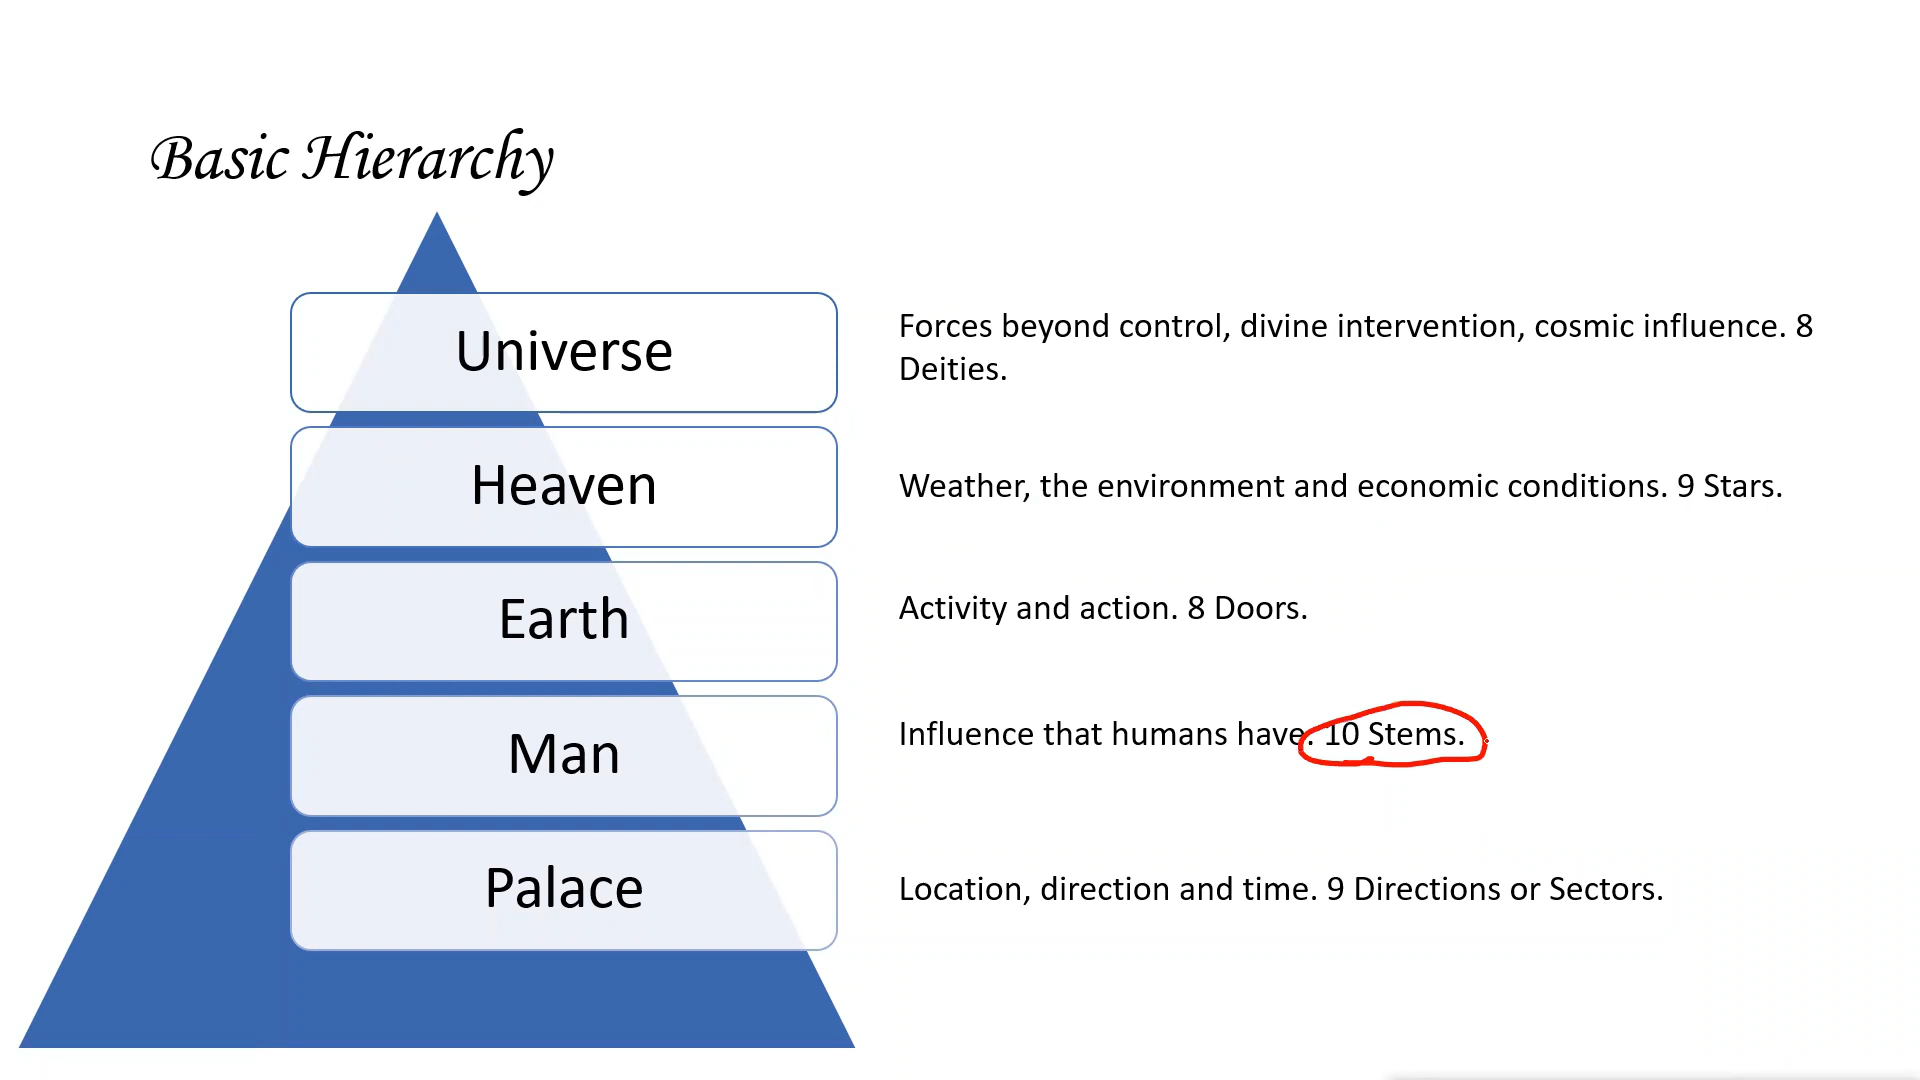 Basic Hierarchy
Universe
Forces beyond control, divine intervention, cosmic influence. 8
Deities.
Heaven
Weather, the environment and economic conditions. 9 Stars.
Earth
Activity and action. 8 Doors.
Man
Influence that humans have. 10 Stems.
Palace
Location, direction and time. 9 Directions or Sectors.